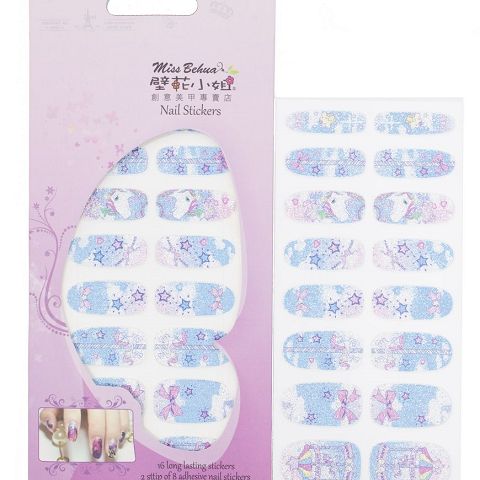 Miss Behua
壁花小姐
創意美甲專賣店
Nail Stickers
16 long lasting stickers
2 sttip of 8 adhesive nail stickers